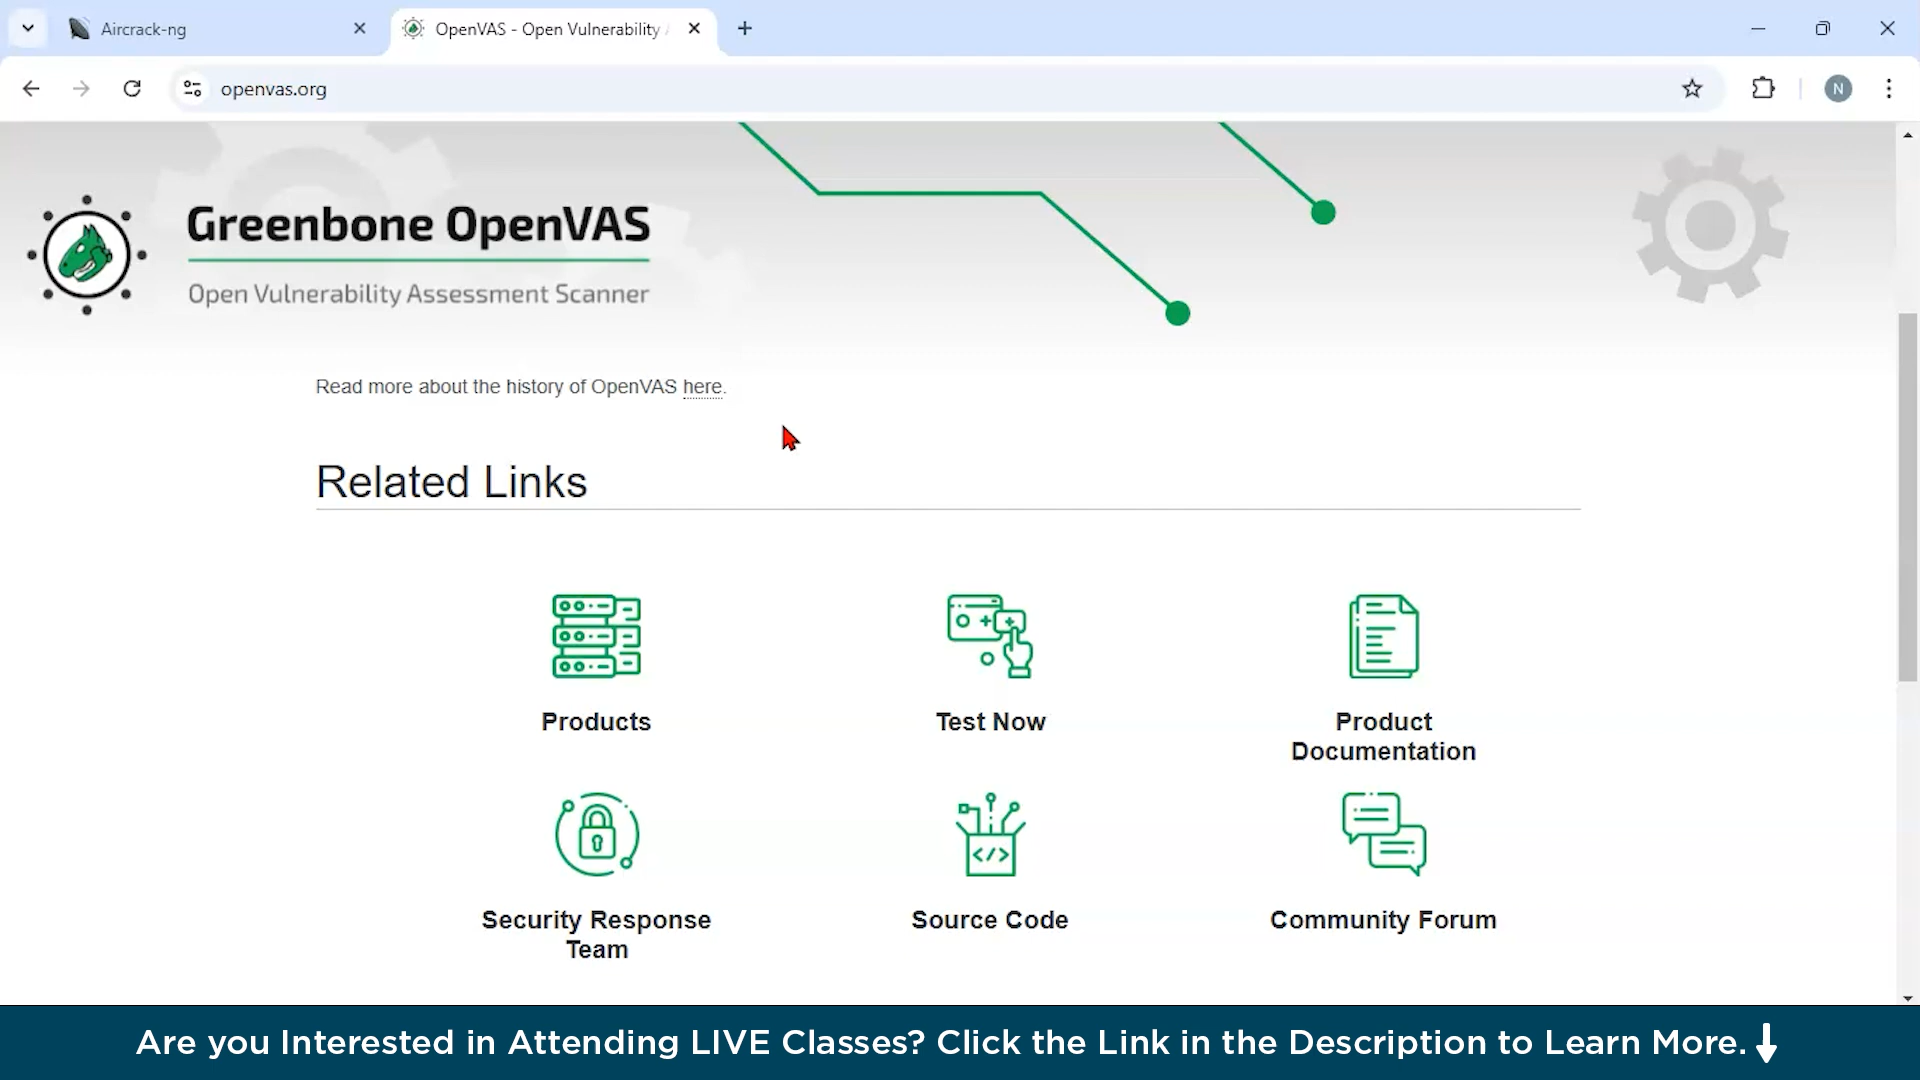 Aircrack-ng
OpenVAS - Open Vulnerability
openvas.org
N
Greenbone OpenVAS
Open Vulnerability Assessment Scanner
Read more about the history of OpenVAS here.
Related Links
Products
Test Now
Product
Documentation
Security Response
Team
Source Code
Community Forum
Are you Interested in Attending LIVE Classes? Click the Link in the Description to Learn More.